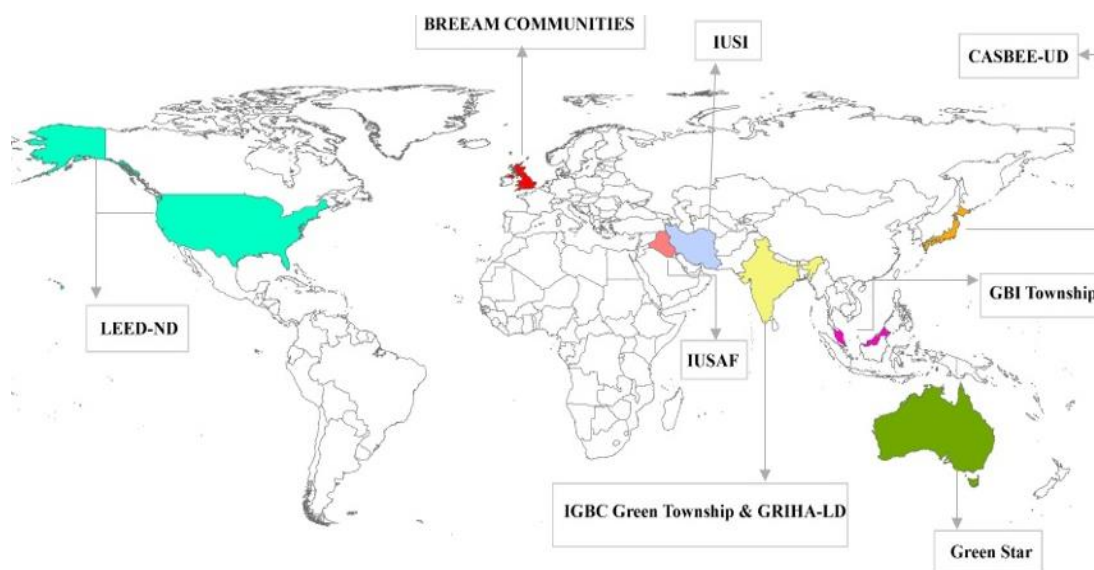 BREEAM COMMUNITIES
IUSI
CASBEE-UD
LEED-ND
GBI Township
IUSAF
IGBC Green Township & GRIHA-LD
Green Star